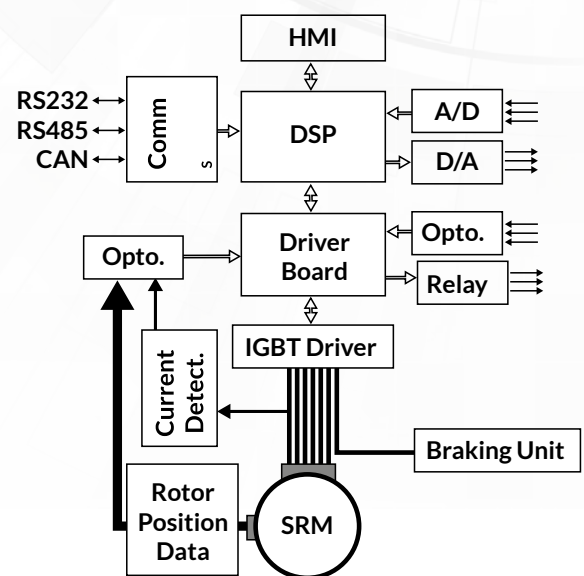 HMI
RS232
RS485
CAN
Comm
s
DSP
A/D
D/A
Opto.
Driver
Board
Opto.
Relay
IGBT Driver
Current
Detect.
Braking Unit
Rotor
Position
Data
SRM